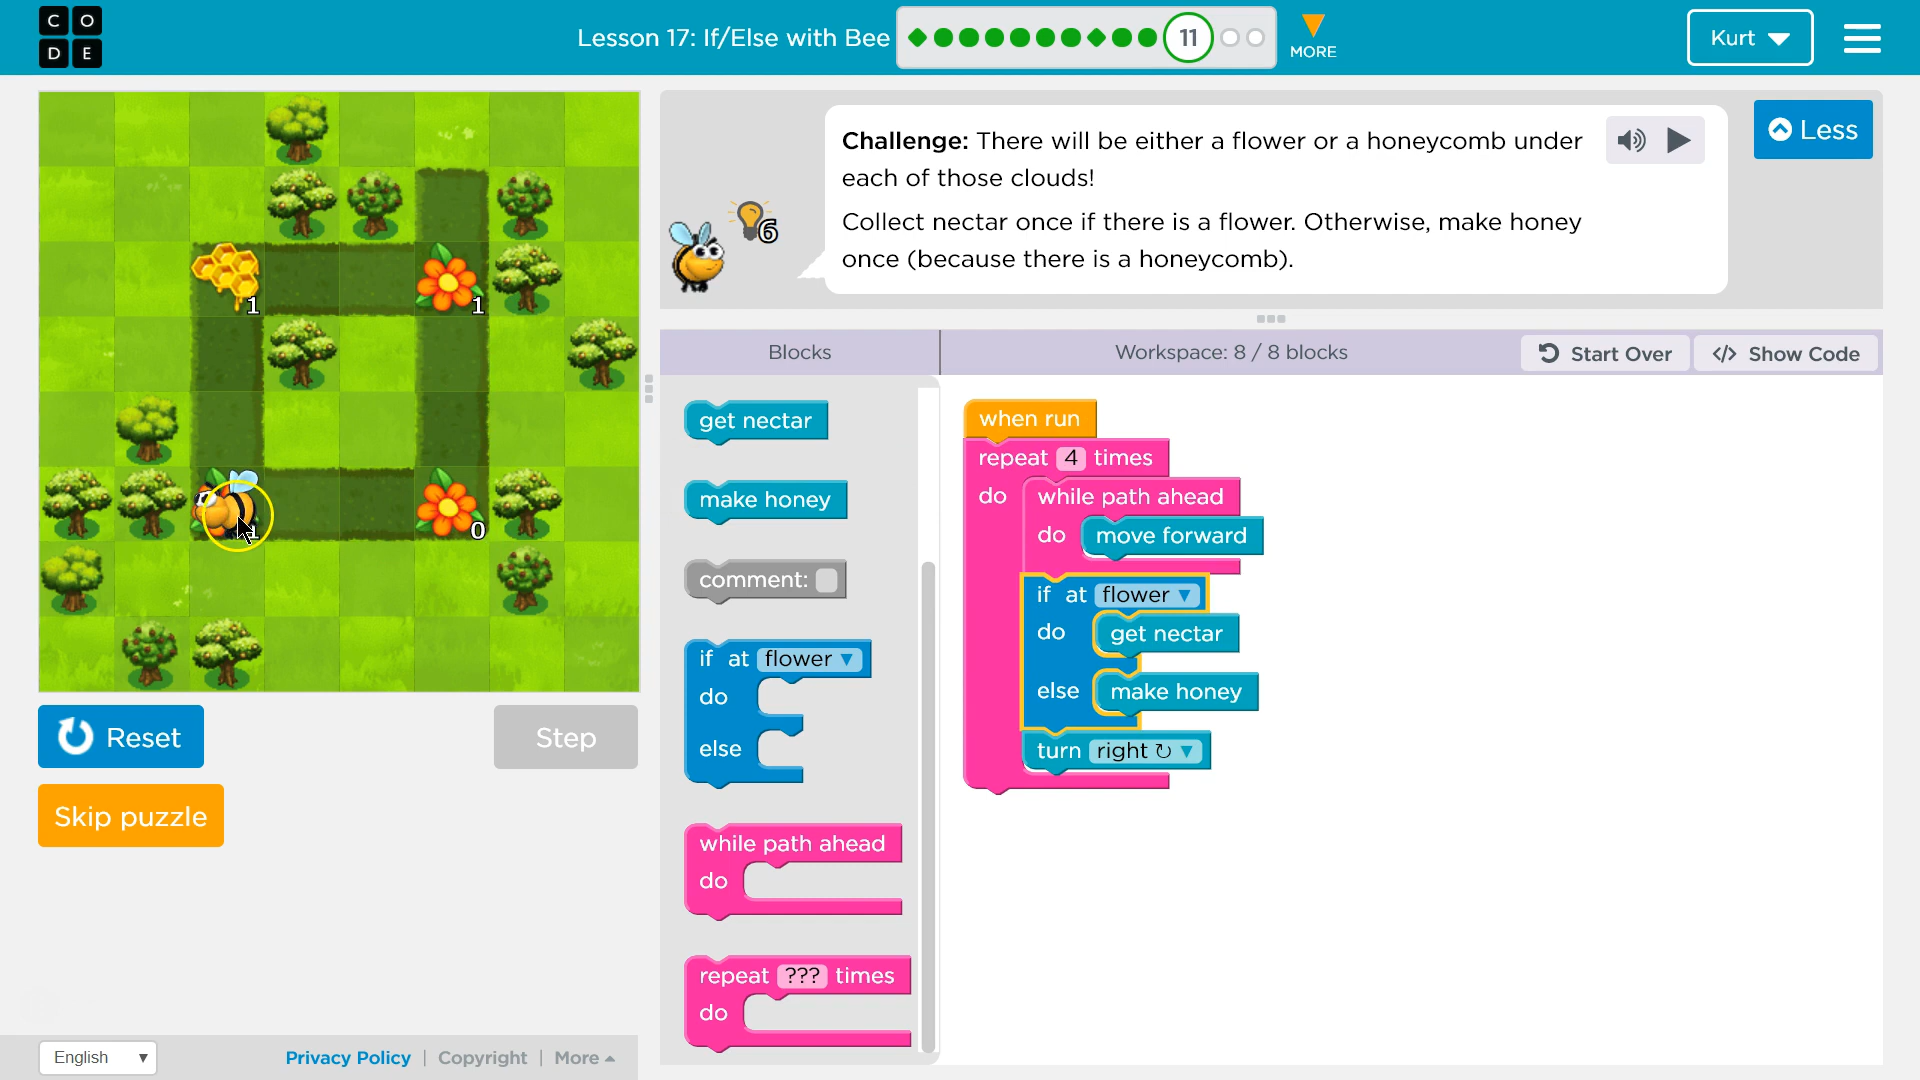 CODE
Lesson 17: If/Else with Bee
11
MORE
Kurt
Challenge: There will be either a flower or a honeycomb under
each of those clouds!
Collect nectar once if there is a flower. Otherwise, make honey
once (because there is a honeycomb).
6
Less
1
1
1
0
Blocks
Workspace: 8 / 8 blocks
Start Over
</> Show Code
get nectar
make honey
comment:
if at flower
do
else
while path ahead
do
repeat ??? times
do
when run
repeat 4 times
do while path ahead
do move forward
if at flower
do get nectar
else make honey
turn right ↻
Reset
Step
Skip puzzle
English
Privacy Policy | Copyright | More